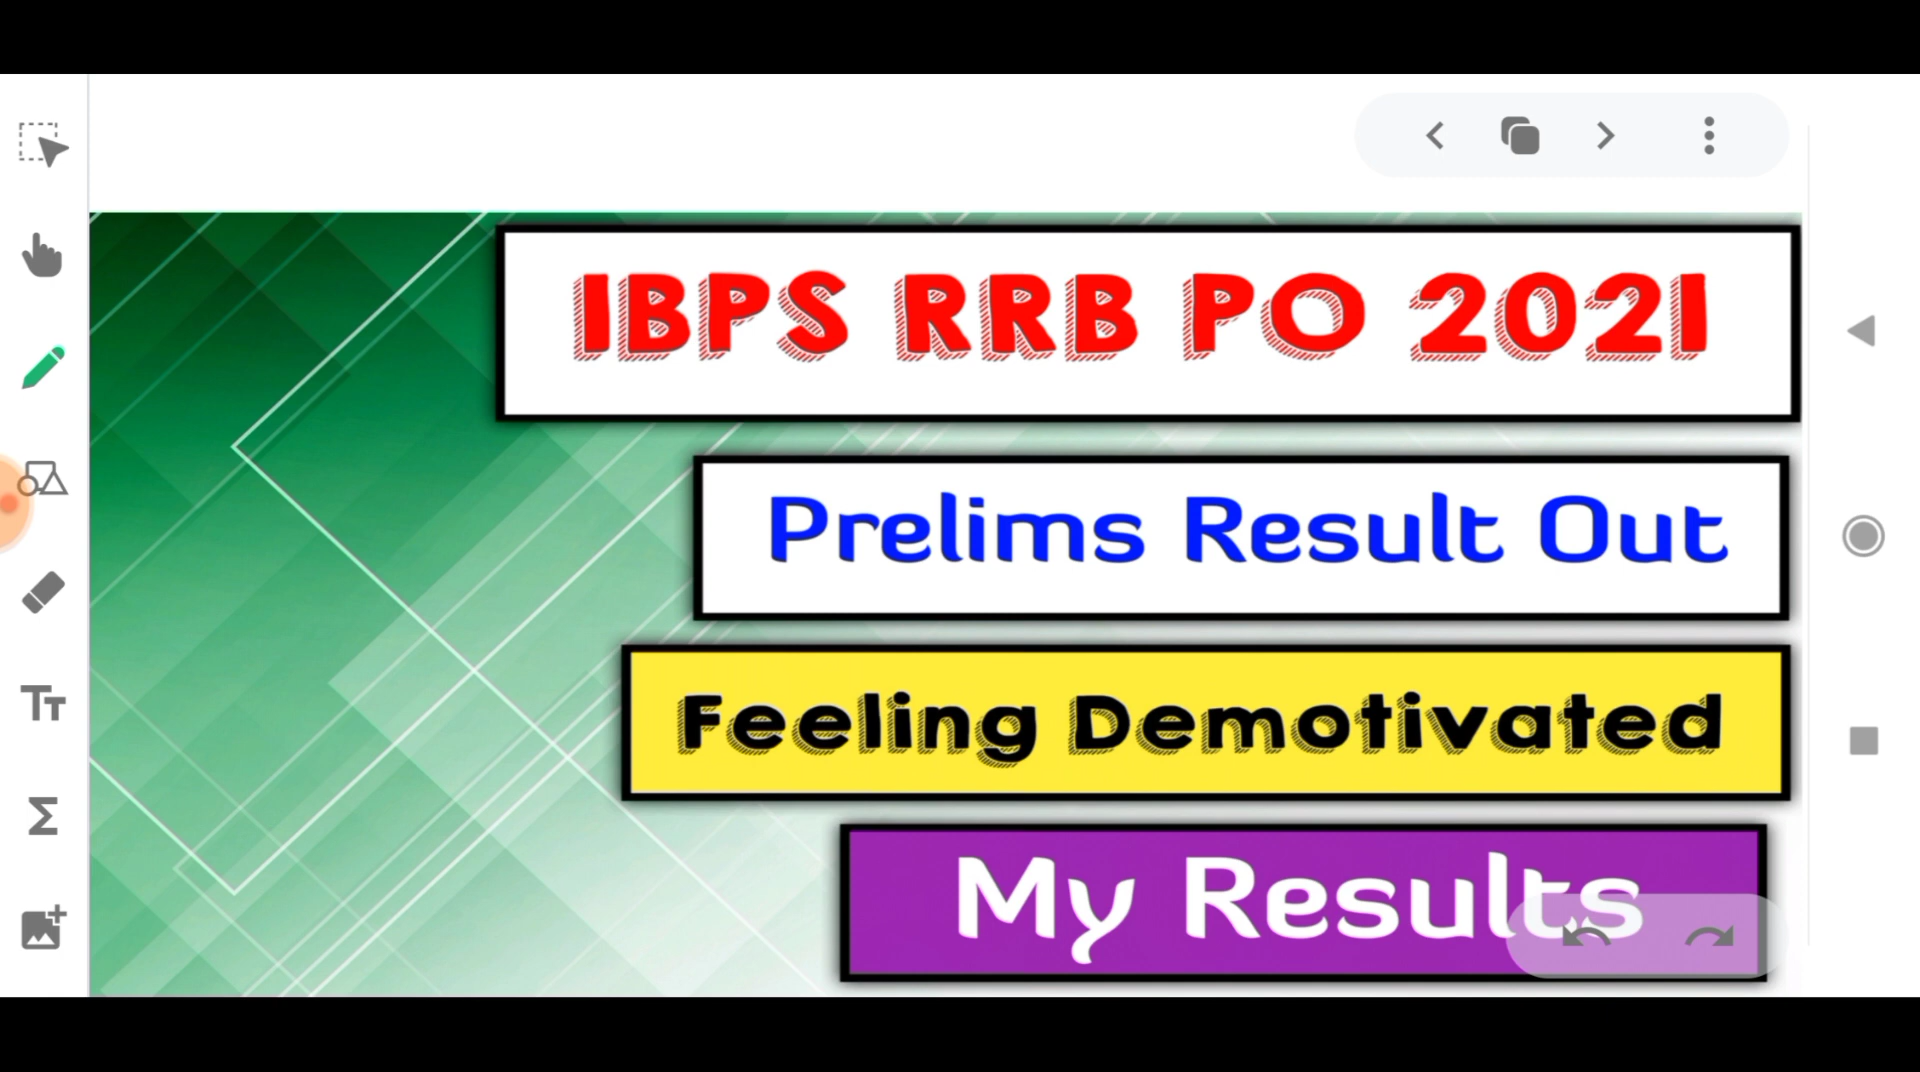 IBPS RRB PO 2021
Prelims Result Out
Feeling Demotivated
My Results